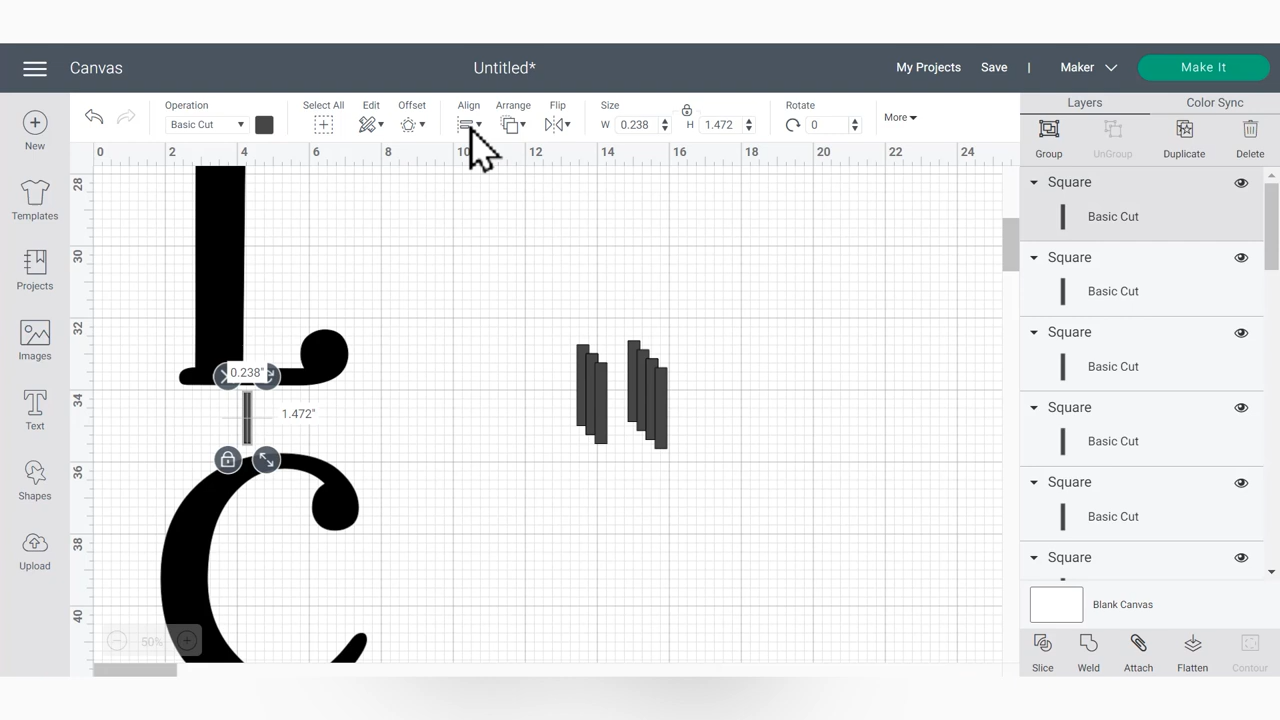 Canvas
Untitled*
My Projects Save | Maker Make It
Operation
Basic Cut
Select All
Edit
Offset
Align
Arrange
Flip
Size
W 0.238
H 1.472
Rotate
0
More
Layers
Color Sync
Group
UnGroup
Duplicate
Delete
New
Templates
Projects
Images
Text
Shapes
Upload
0 2 4 6 8 10 12 14 16 18 20 22 24
28
30
32
34
36
38
40
0.238"
1.472"
C
50%
Square
Basic Cut
Square
Basic Cut
Square
Basic Cut
Square
Basic Cut
Square
Basic Cut
Square
Blank Canvas
Slice
Weld
Attach
Flatten
Contour